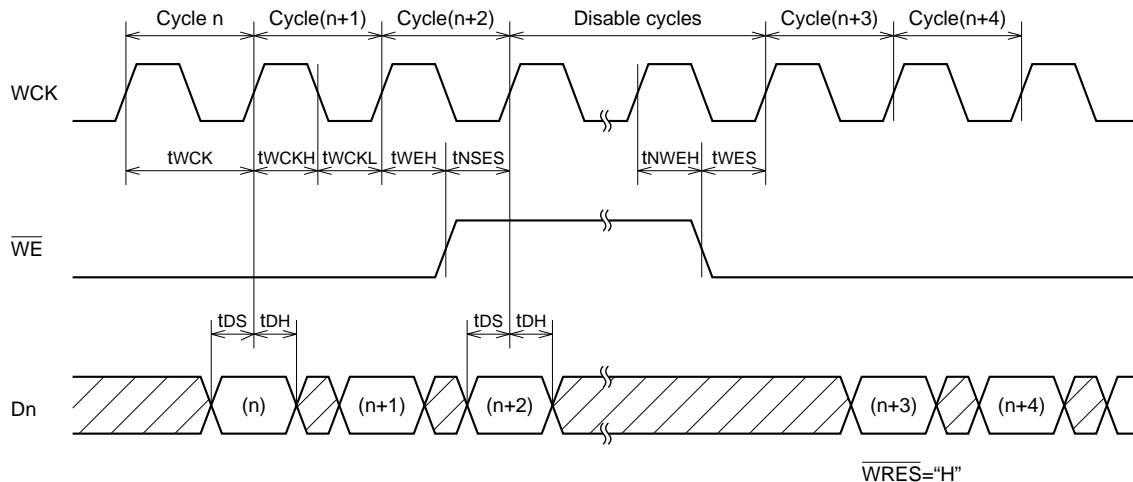 Cycle n Cycle(n+1) Cycle(n+2) Disable cycles Cycle(n+3) Cycle(n+4)
WCK
tWCK tWCKH tWCKL tWEH tNSES tNWEH tWES
WE
tDS tDH tDS tDH
Dn (n) (n+1) (n+2) (n+3) (n+4)
WRES=“H”